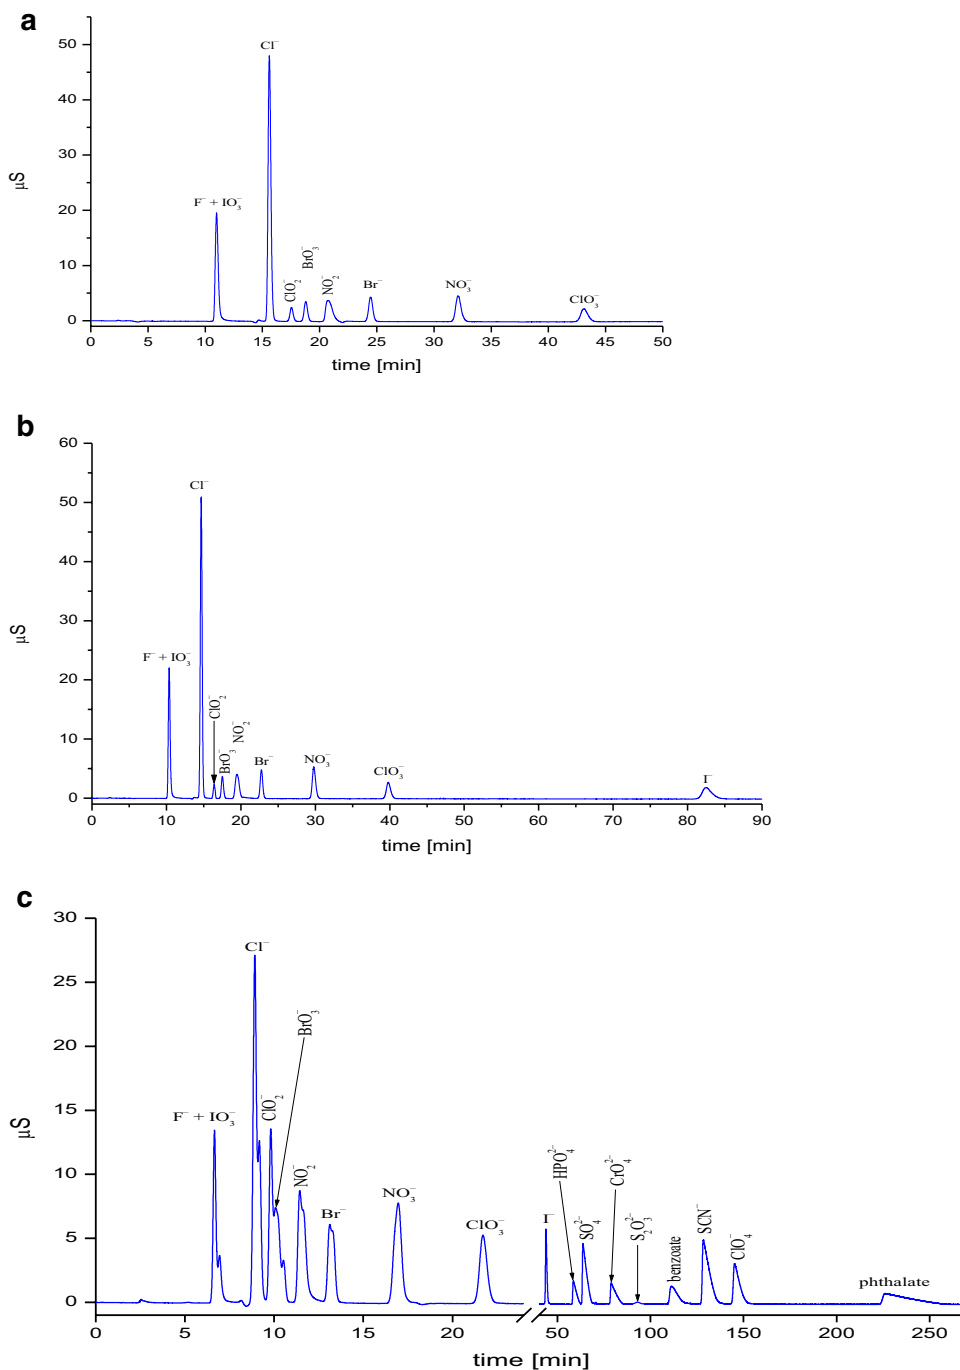 a
50
40
30
20
10
0
µS
Cl⁻
F⁻ + IO₃⁻
ClO₂⁻
BrO₃⁻
NO₂⁻
Br⁻
NO₃⁻
ClO₃⁻
0 5 10 15 20 25 30 35 40 45 50
time [min]
b
60
50
40
30
20
10
0
µS
Cl⁻
F⁻ + IO₃⁻
ClO₂⁻
BrO₃⁻
NO₂⁻
Br⁻
NO₃⁻
ClO₃⁻
I⁻
0 10 20 30 40 50 60 70 80 90
time [min]
c
30
25
20
15
10
5
0
µS
Cl⁻
F⁻ + IO₃⁻
ClO₂⁻
BrO₃⁻
NO₂⁻
Br⁻
NO₃⁻
ClO₃⁻
I⁻
HPO₄²⁻
SO₄²⁻
CrO₄²⁻
S₂O₃²⁻
benzoate
SCN⁻
ClO₄⁻
phthalate
0 5 10 15 20 50 100 150 200 250
time [min]